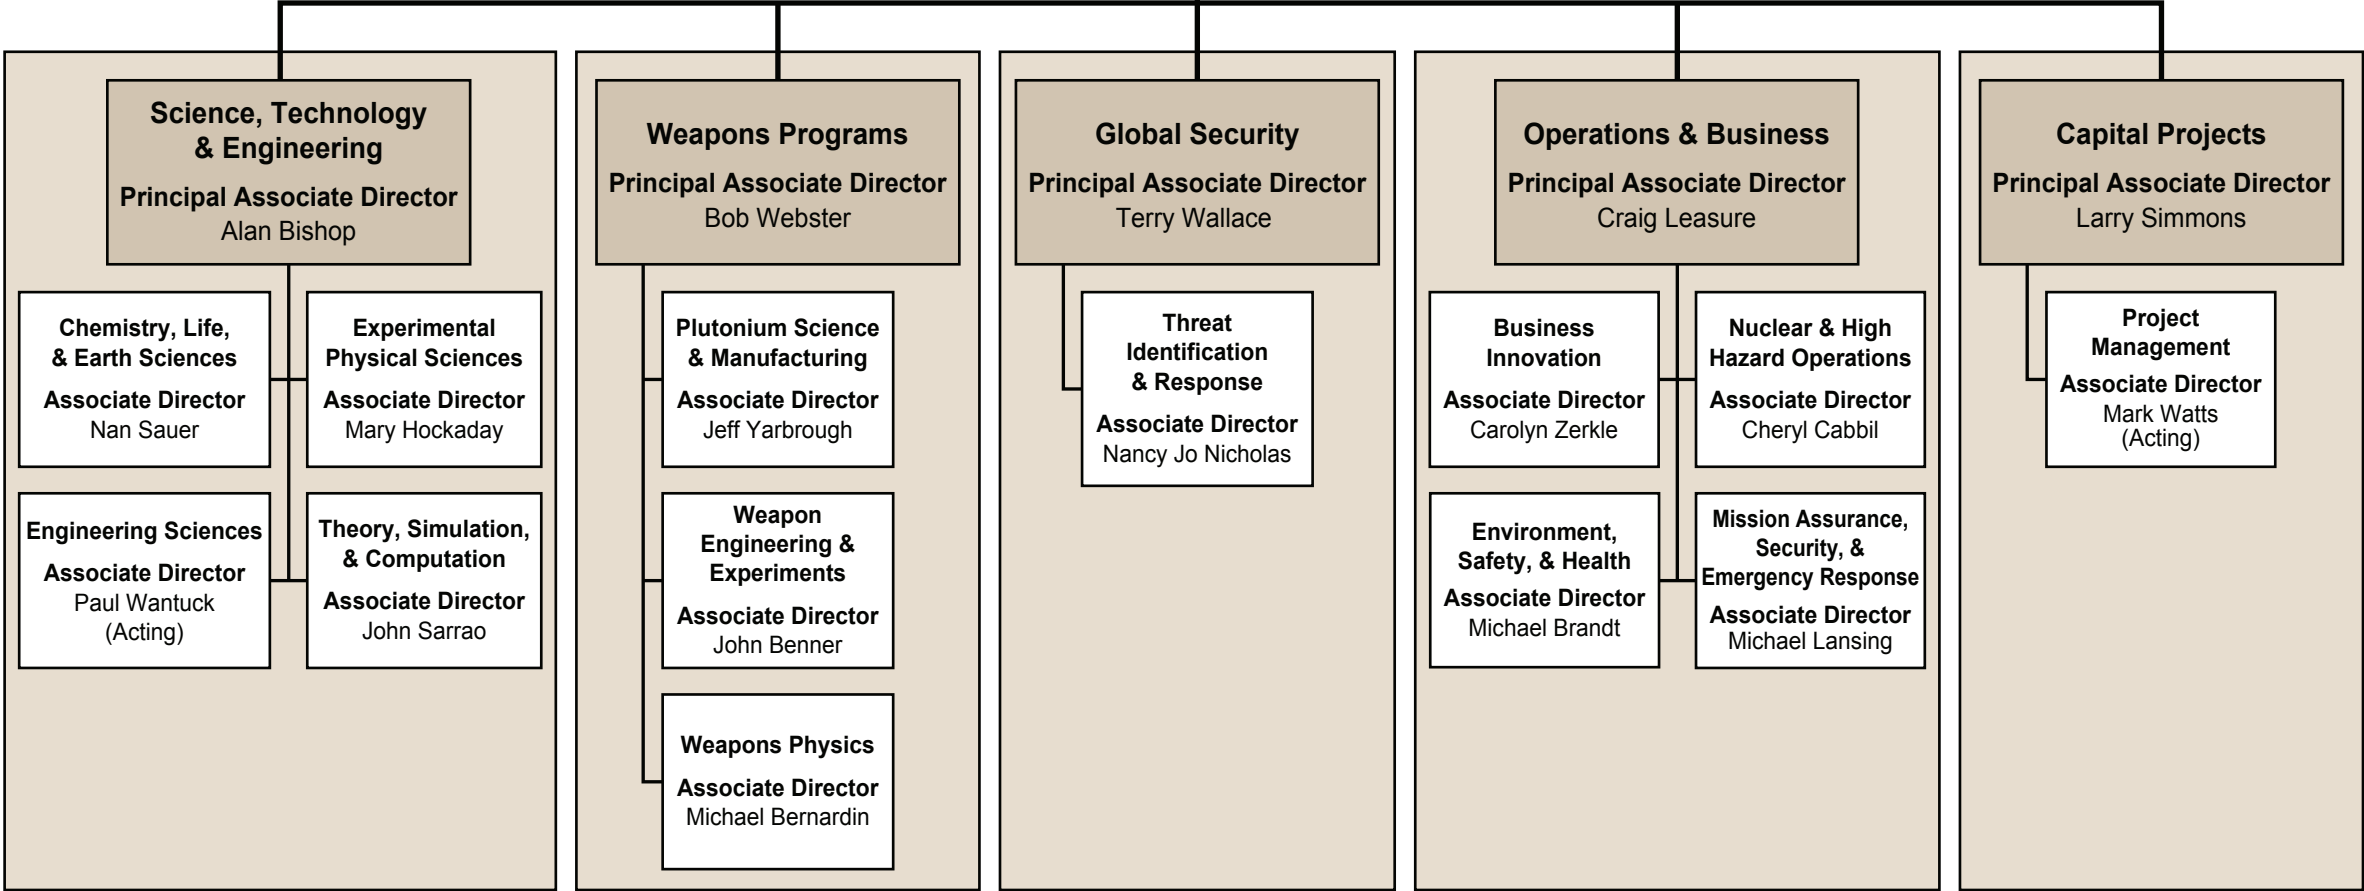 Science, Technology
& Engineering
Principal Associate Director
Alan Bishop
Chemistry, Life,
& Earth Sciences
Associate Director
Nan Sauer
Experimental
Physical Sciences
Associate Director
Mary Hockaday
Engineering Sciences
Associate Director
Paul Wantuck
(Acting)
Theory, Simulation,
& Computation
Associate Director
John Sarrao
Weapons Programs
Principal Associate Director
Bob Webster
Plutonium Science
& Manufacturing
Associate Director
Jeff Yarbrough
Weapon
Engineering &
Experiments
Associate Director
John Benner
Weapons Physics
Associate Director
Michael Bernardin
Global Security
Principal Associate Director
Terry Wallace
Threat
Identification
& Response
Associate Director
Nancy Jo Nicholas
Operations & Business
Principal Associate Director
Craig Leasure
Business
Innovation
Associate Director
Carolyn Zerkle
Nuclear & High
Hazard Operations
Associate Director
Cheryl Cabbil
Environment,
Safety, & Health
Associate Director
Michael Brandt
Mission Assurance,
Security, &
Emergency Response
Associate Director
Michael Lansing
Capital Projects
Principal Associate Director
Larry Simmons
Project
Management
Associate Director
Mark Watts
(Acting)